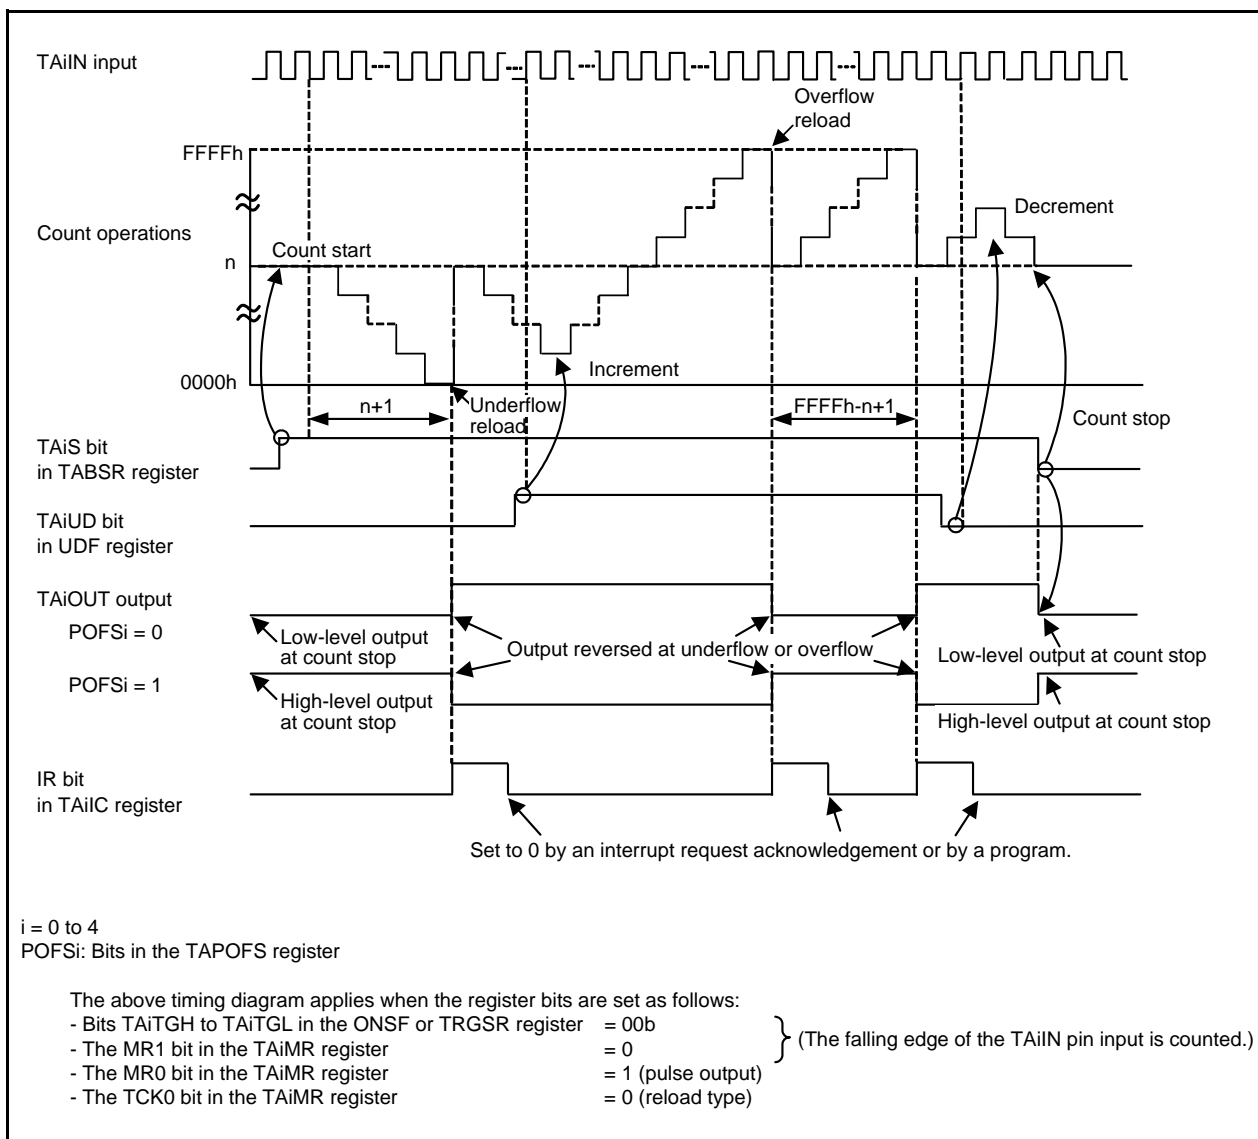 TAiIN input
Overflow
reload
FFFFh
Count operations
Decrement
Count start
n
Increment
0000h
n+1
Underflow
reload
FFFFh-n+1
Count stop
TAiS bit
in TABSR register
TAiUD bit
in UDF register
TAiOUT output
POFSi = 0
Low-level output
at count stop
Output reversed at underflow or overflow
Low-level output at count stop
POFSi = 1
High-level output
at count stop
High-level output at count stop
IR bit
in TAiIC register
Set to 0 by an interrupt request acknowledgement or by a program.
i = 0 to 4
POFSi: Bits in the TAPOFS register
The above timing diagram applies when the register bits are set as follows:
- Bits TAiTGH to TAiTGL in the ONSF or TRGSR register = 00b
- The MR1 bit in the TAiMR register = 0
(The falling edge of the TAiIN pin input is counted.)
- The MR0 bit in the TAiMR register = 1 (pulse output)
- The TCK0 bit in the TAiMR register = 0 (reload type)